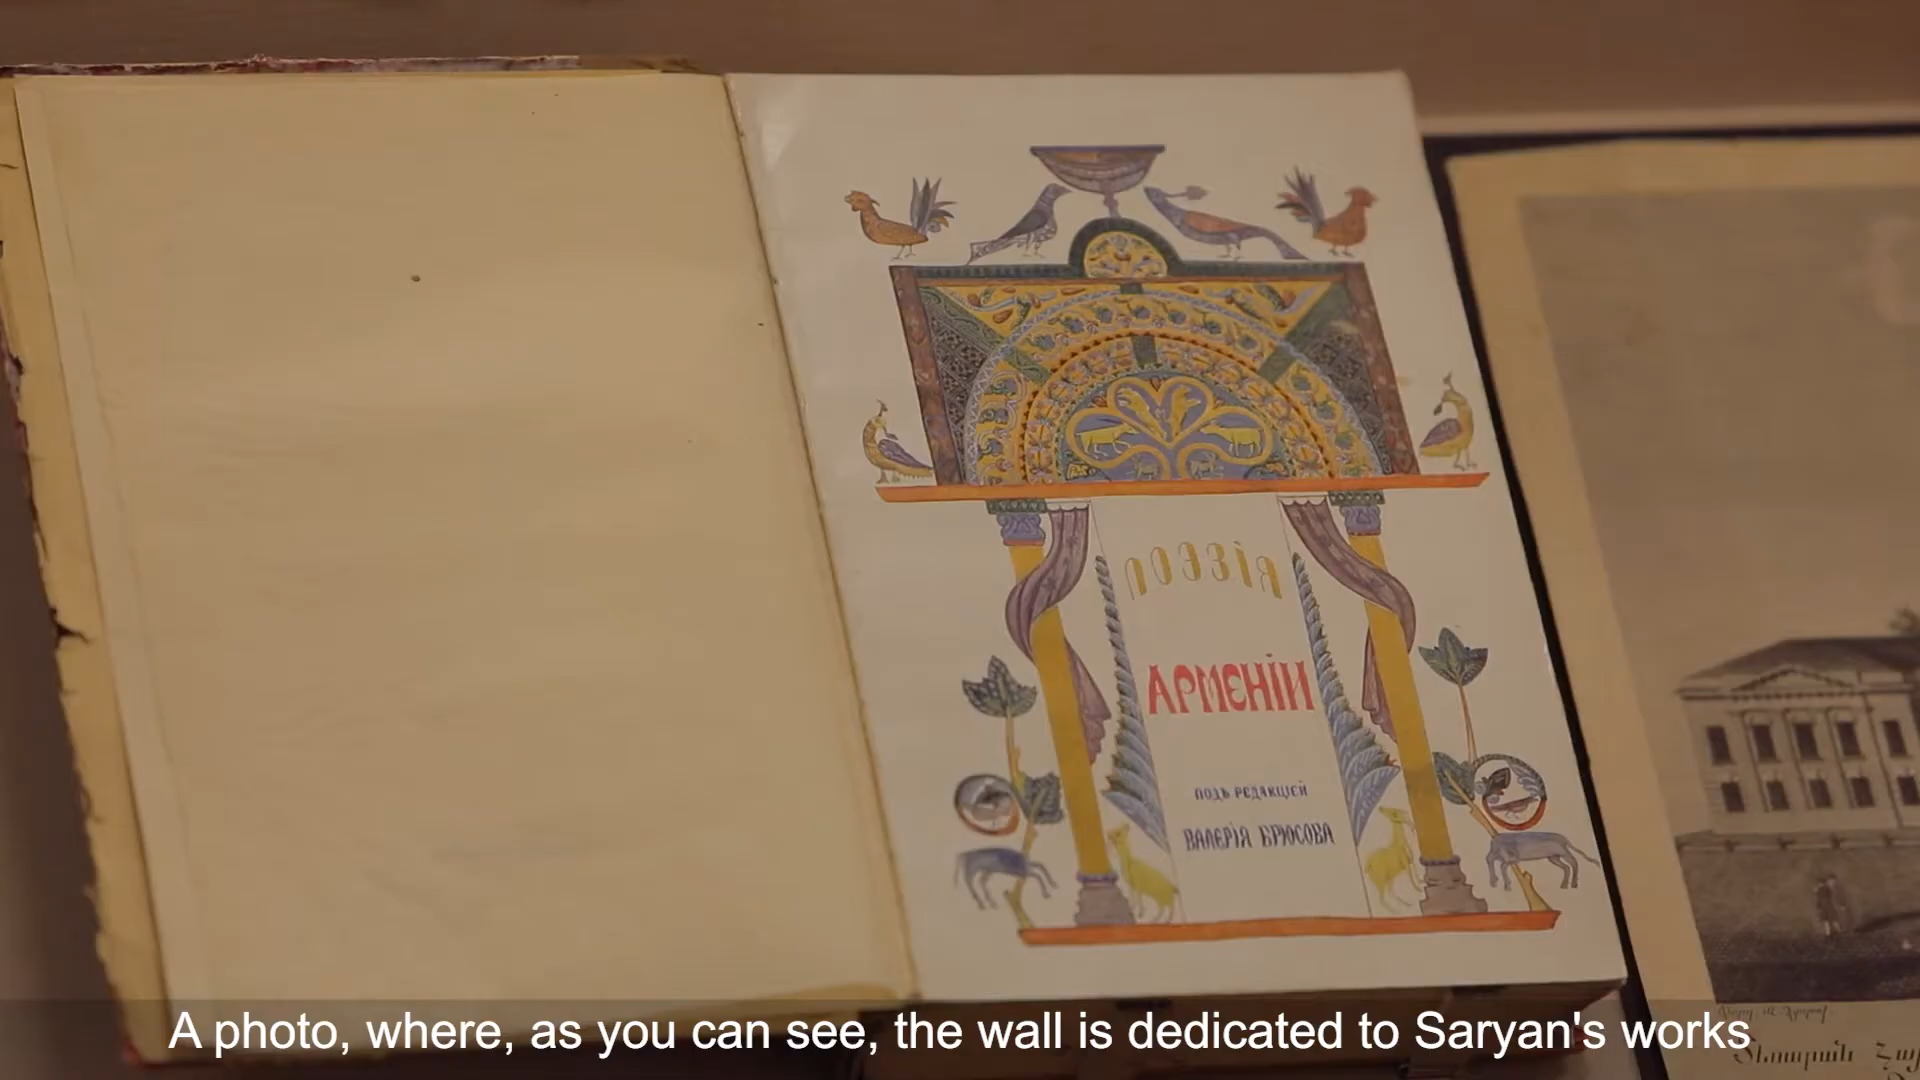 поэзія
АРМЕНІИ
подъ редакціей
ВАЛЕРІЯ БРЮСОВА
A photo, where, as you can see, the wall is dedicated to Saryan's works